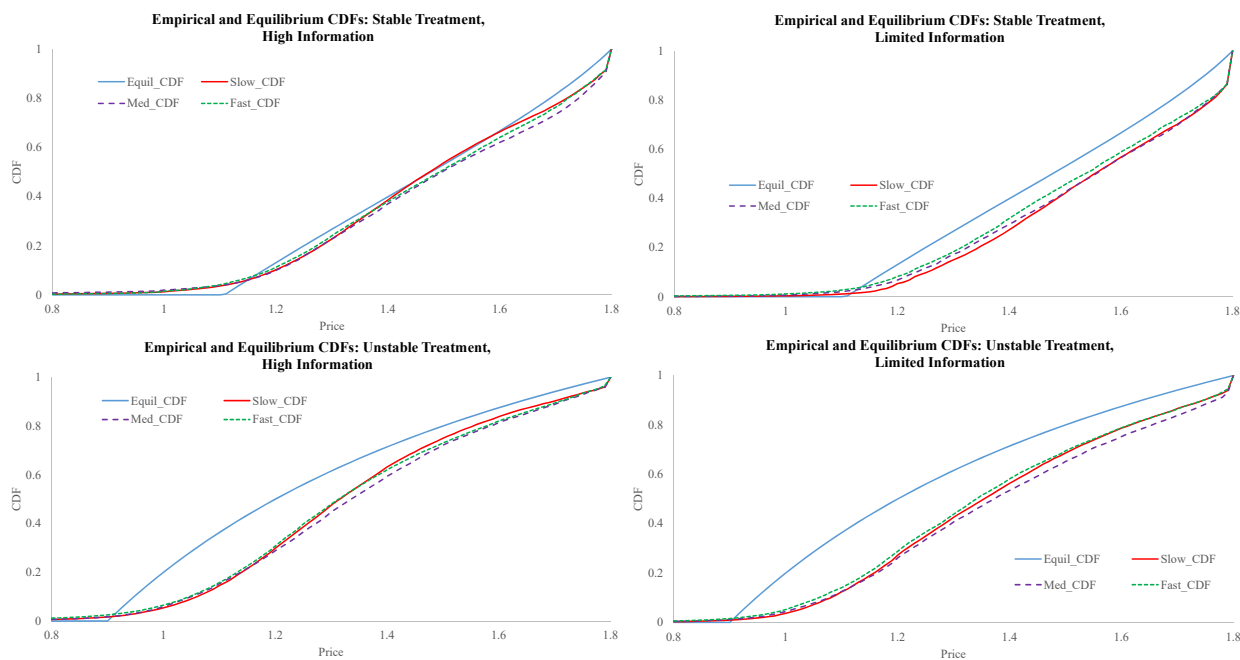 Empirical and Equilibrium CDFs: Stable Treatment,
High Information
1
0.8
0.6
0.4
0.2
0
CDF
Equil_CDF
Slow_CDF
Med_CDF
Fast_CDF
0.8
1
1.2
1.4
1.6
1.8
Price
Empirical and Equilibrium CDFs: Stable Treatment,
Limited Information
1
0.8
0.6
0.4
0.2
0
CDF
Equil_CDF
Slow_CDF
Med_CDF
Fast_CDF
0.8
1
1.2
1.4
1.6
1.8
Price
Empirical and Equilibrium CDFs: Unstable Treatment,
High Information
1
0.8
0.6
0.4
0.2
0
CDF
Equil_CDF
Slow_CDF
Med_CDF
Fast_CDF
0.8
1
1.2
1.4
1.6
1.8
Price
Empirical and Equilibrium CDFs: Unstable Treatment,
Limited Information
1
0.8
0.6
0.4
0.2
0
CDF
Equil_CDF
Slow_CDF
Med_CDF
Fast_CDF
0.8
1
1.2
1.4
1.6
1.8
Price